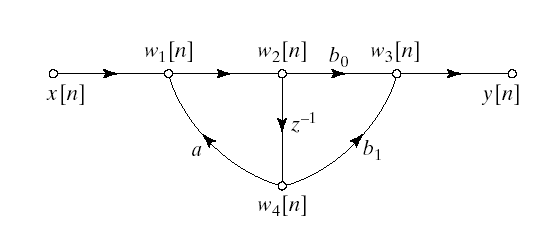 w₁[n] w₂[n] b₀ w₃[n]
x[n] y[n]
z⁻¹
a b₁
w₄[n]